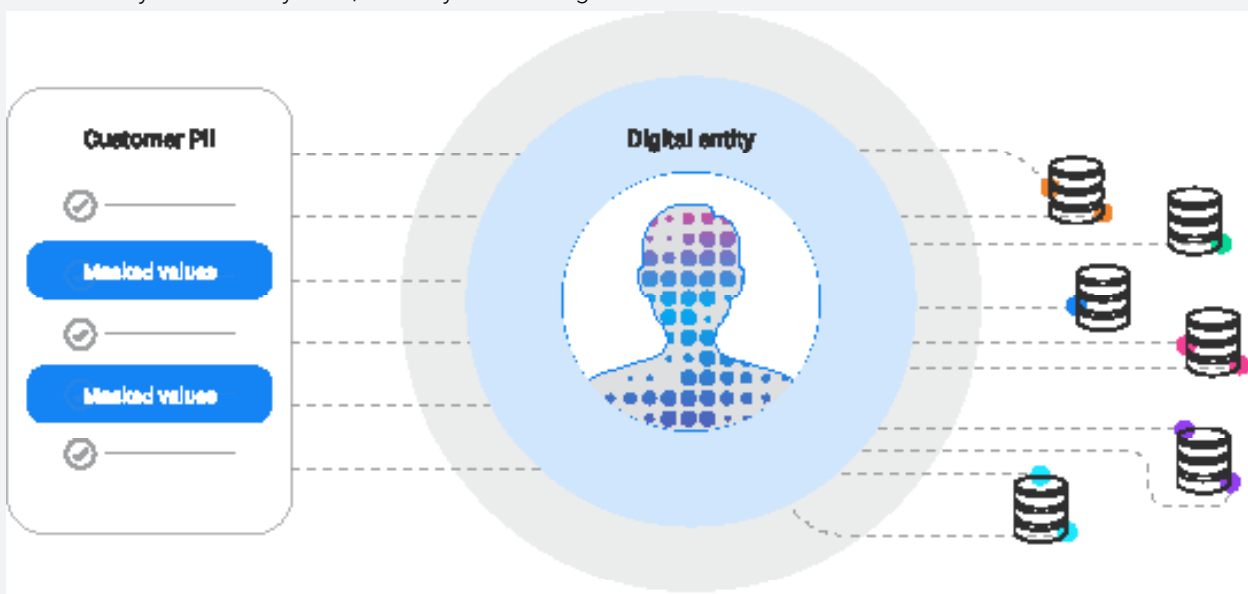 Customer PII
Digital entity
Masked values
Masked values